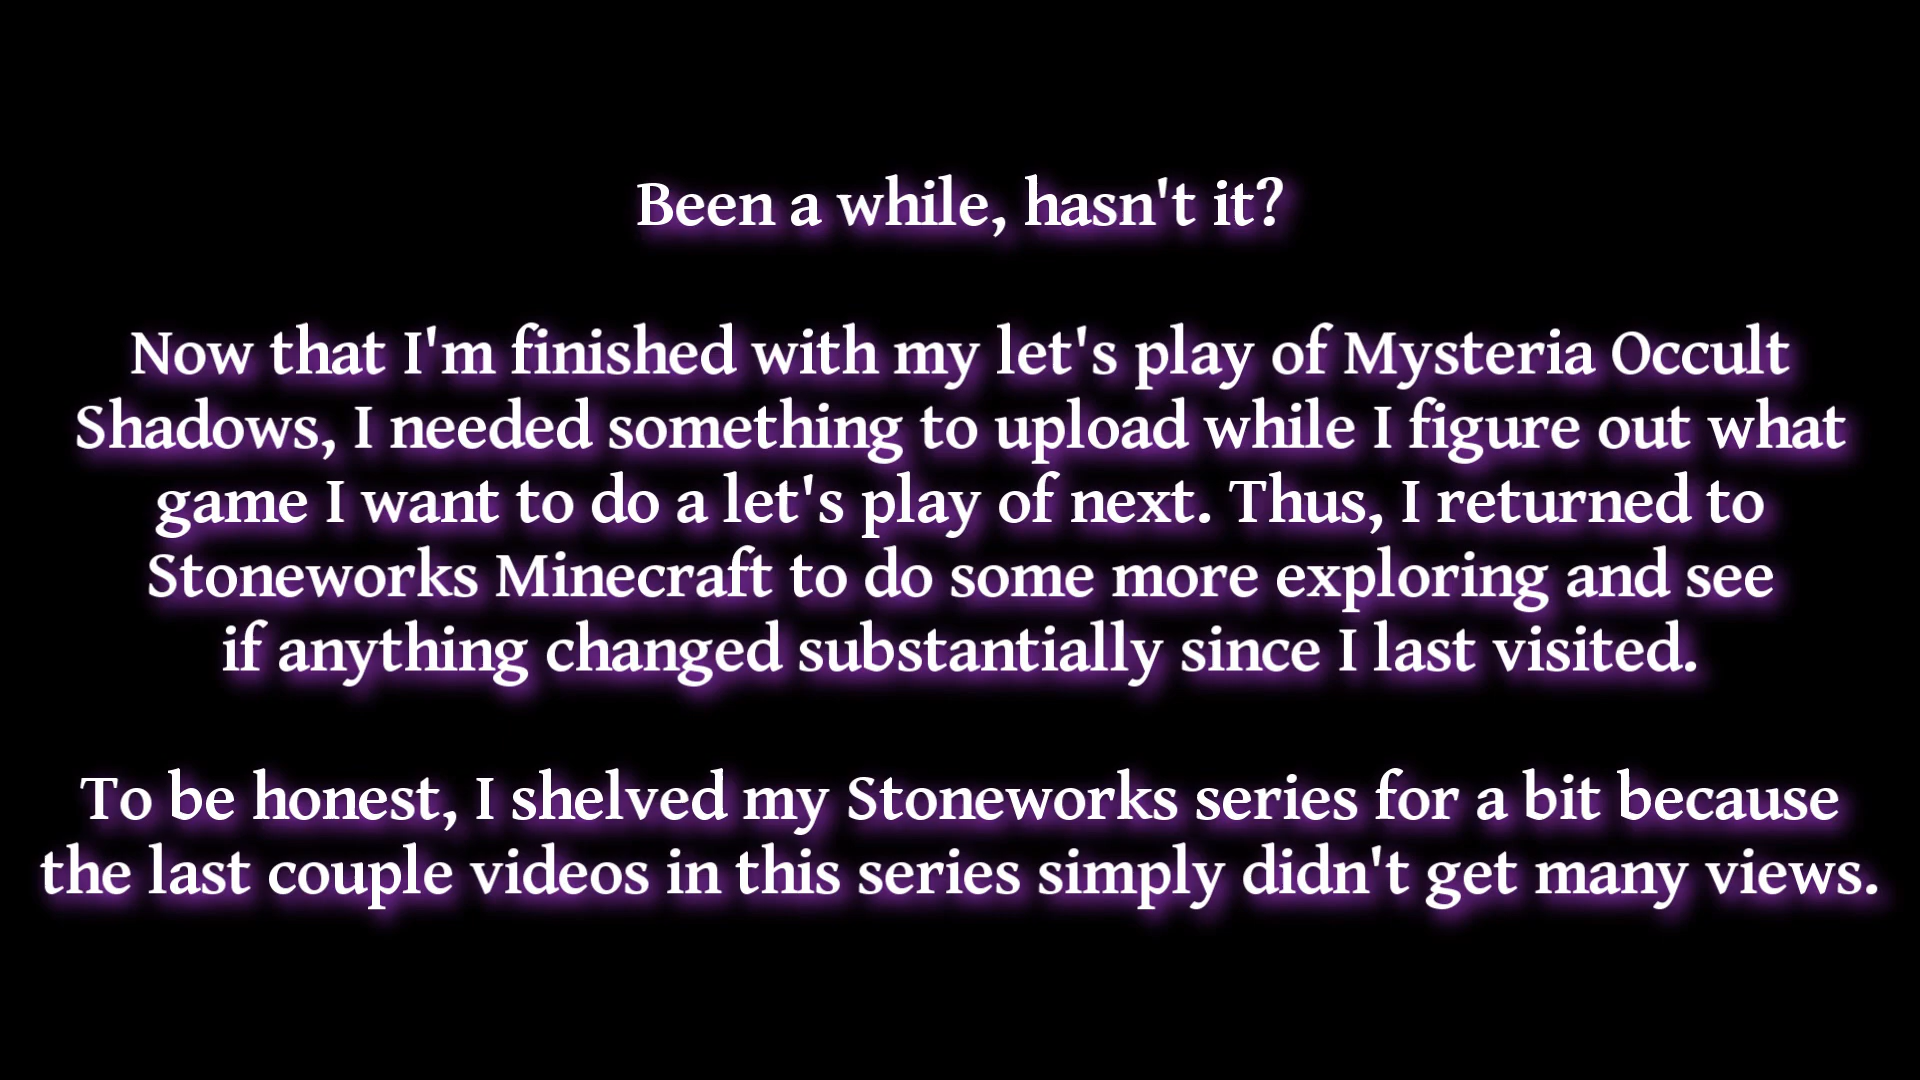 Been a while, hasn't it?
Now that I'm finished with my let's play of Mysteria Occult
Shadows, I needed something to upload while I figure out what
game I want to do a let's play of next. Thus, I returned to
Stoneworks Minecraft to do some more exploring and see
if anything changed substantially since I last visited.
To be honest, I shelved my Stoneworks series for a bit because
the last couple videos in this series simply didn't get many views.